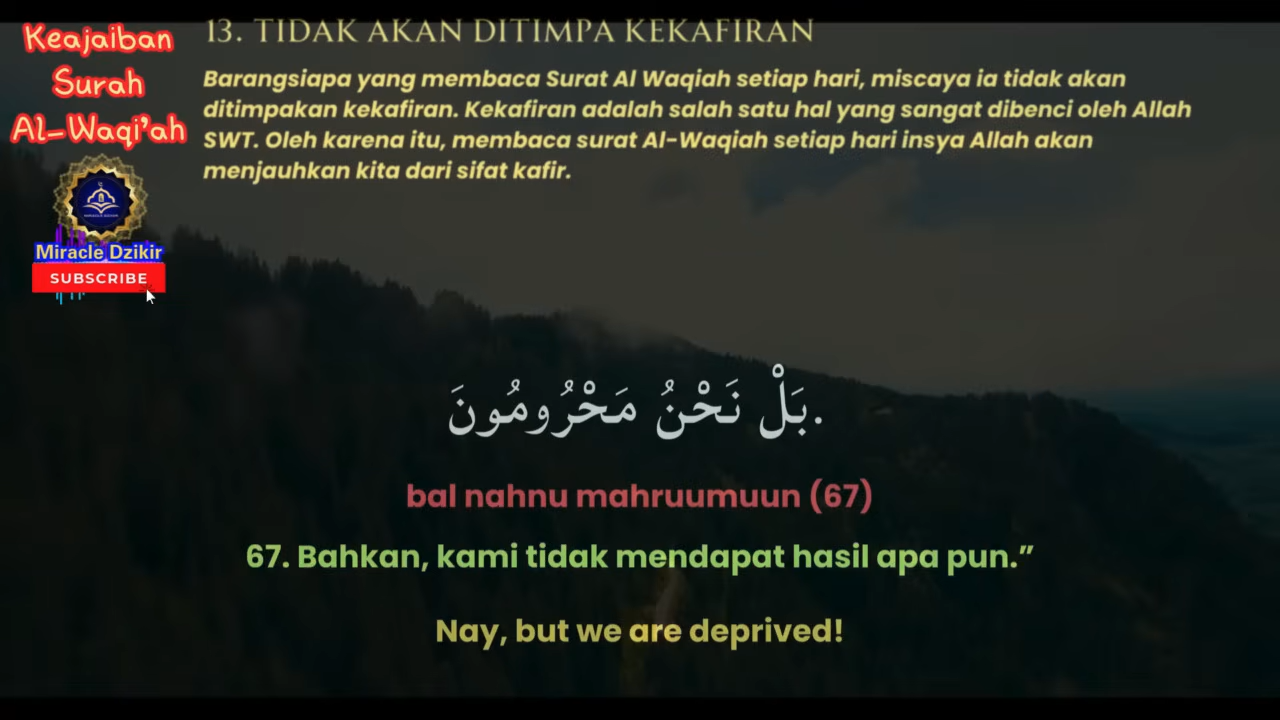 Keajaiban
Surah
Al-Waqi'ah
Miracle Dzikir
SUBSCRIBE
13. TIDAK AKAN DITIMPA KEKAFIRAN
Barangsiapa yang membaca Surat Al Waqiah setiap hari, miscaya ia tidak akan
ditimpakan kekafiran. Kekafiran adalah salah satu hal yang sangat dibenci oleh Allah
SWT. Oleh karena itu, membaca surat Al-Waqiah setiap hari insya Allah akan
menjauhkan kita dari sifat kafir.
.بَلْ نَحْنُ مَحْرُومُونَ
bal nahnu mahruumuun (67)
67. Bahkan, kami tidak mendapat hasil apa pun.”
Nay, but we are deprived!